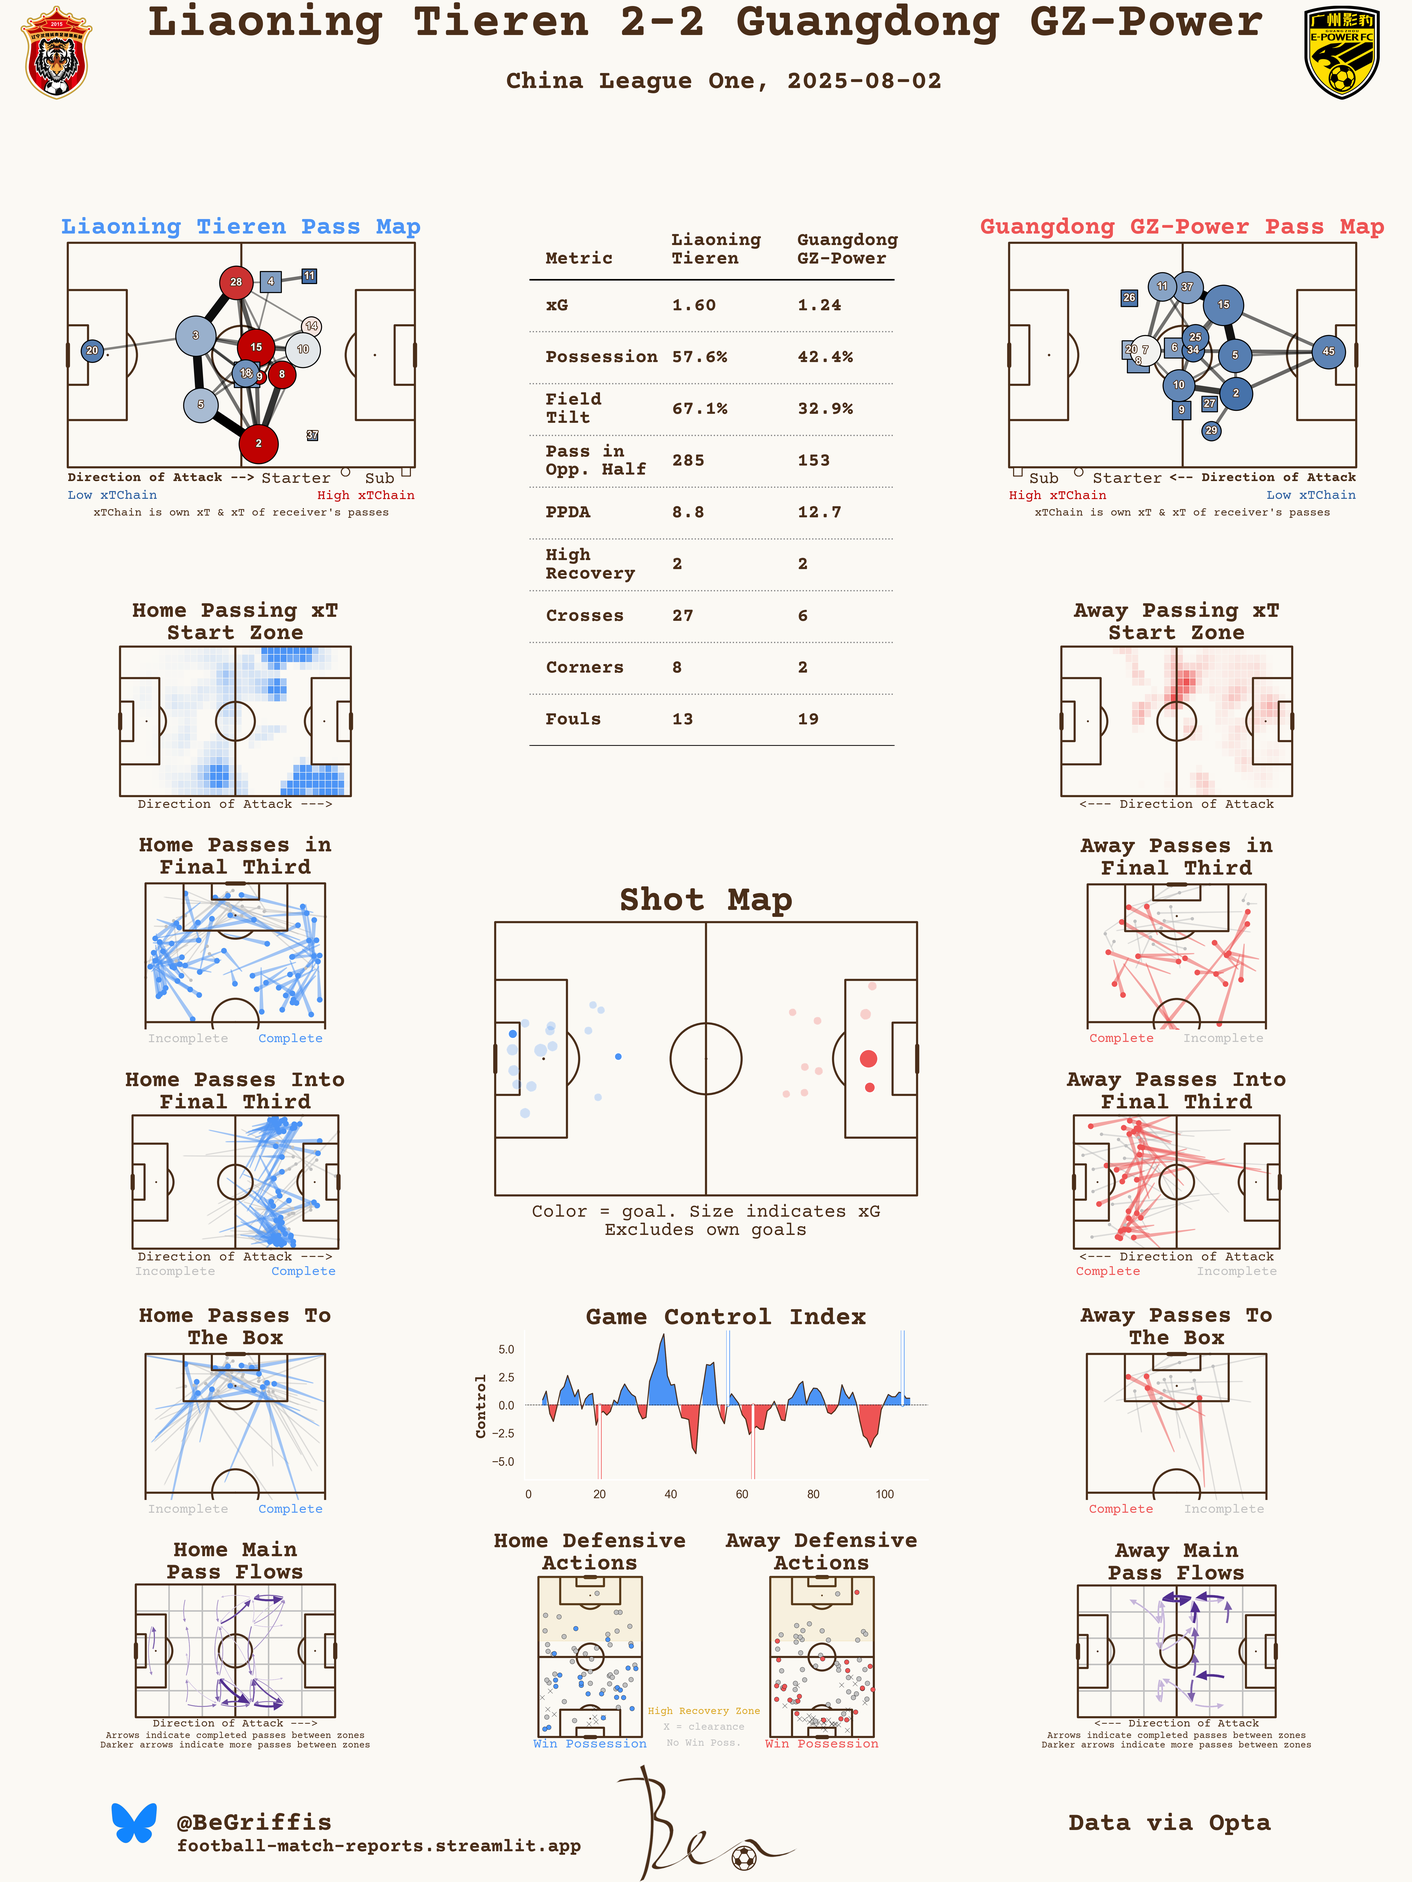 Liaoning Tieren 2-2 Guangdong GZ-Power
China League One, 2025-08-02
2015
广州影豹
GUANGZHOU
E-POWER FC
Liaoning Tieren Pass Map
28
4
11
3
14
15
10
20
18
9
8
5
37
2
Direction of Attack --> Starter Sub
Low xTChain High xTChain
xTChain is own xT & xT of receiver's passes
Metric Liaoning Tieren Guangdong GZ-Power
xG 1.60 1.24
Possession 57.6% 42.4%
Field Tilt 67.1% 32.9%
Pass in Opp. Half 285 153
PPDA 8.8 12.7
High Recovery 2 2
Crosses 27 6
Corners 8 2
Fouls 13 19
Guangdong GZ-Power Pass Map
11
37
26
15
25
20
7
6
34
5
45
8
10
2
9
27
29
Sub Starter <-- Direction of Attack
High xTChain Low xTChain
xTChain is own xT & xT of receiver's passes
Home Passing xT
Start Zone
Direction of Attack --->
Away Passing xT
Start Zone
<--- Direction of Attack
Home Passes in
Final Third
Incomplete Complete
Away Passes in
Final Third
Complete Incomplete
Shot Map
Color = goal. Size indicates xG
Excludes own goals
Home Passes Into
Final Third
Direction of Attack --->
Incomplete Complete
Away Passes Into
Final Third
<--- Direction of Attack
Complete Incomplete
Home Passes To
The Box
Incomplete Complete
Game Control Index
Control
5.0
2.5
0.0
−2.5
−5.0
0 20 40 60 80 100
Away Passes To
The Box
Complete Incomplete
Home Main
Pass Flows
Direction of Attack --->
Arrows indicate completed passes between zones
Darker arrows indicate more passes between zones
Home Defensive
Actions
Win Possession
High Recovery Zone
X = clearance
No Win Poss.
Away Defensive
Actions
Win Possession
Away Main
Pass Flows
<--- Direction of Attack
Arrows indicate completed passes between zones
Darker arrows indicate more passes between zones
@BeGriffis
football-match-reports.streamlit.app
Ben
Data via Opta